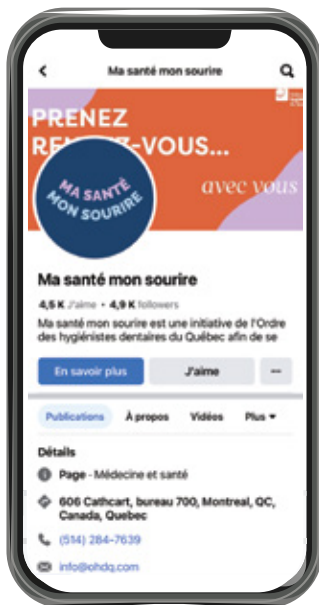 Ma santé mon sourire
PRENEZ
RENDEZ-VOUS...
avec vous
MA SANTÉ
MON SOURIRE
Ma santé mon sourire
4,5 K J'aime • 4,9 K followers
Ma santé mon sourire est une initiative de l'Ordre
des hygiénistes dentaires du Québec afin de se
En savoir plus
J'aime
Publications À propos Vidéos Plus
Détails
Page - Médecine et santé
606 Cathcart, bureau 700, Montreal, QC,
Canada, Quebec
(514) 284-7639
info@ohdq.com